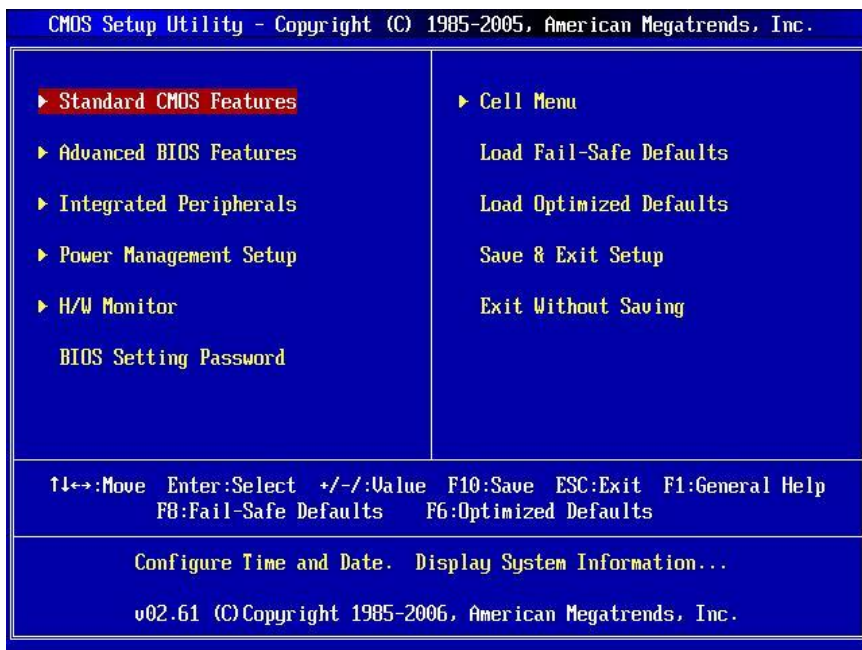 CMOS Setup Utility - Copyright (C) 1985-2005, American Megatrends, Inc.
▶ Standard CMOS Features
▶ Advanced BIOS Features
▶ Integrated Peripherals
▶ Power Management Setup
▶ H/W Monitor
BIOS Setting Password
▶ Cell Menu
Load Fail-Safe Defaults
Load Optimized Defaults
Save & Exit Setup
Exit Without Saving
↑↓←→:Move Enter:Select +/-/:Value F10:Save ESC:Exit F1:General Help
F8:Fail-Safe Defaults F6:Optimized Defaults
Configure Time and Date. Display System Information...
v02.61 (C)Copyright 1985-2006, American Megatrends, Inc.